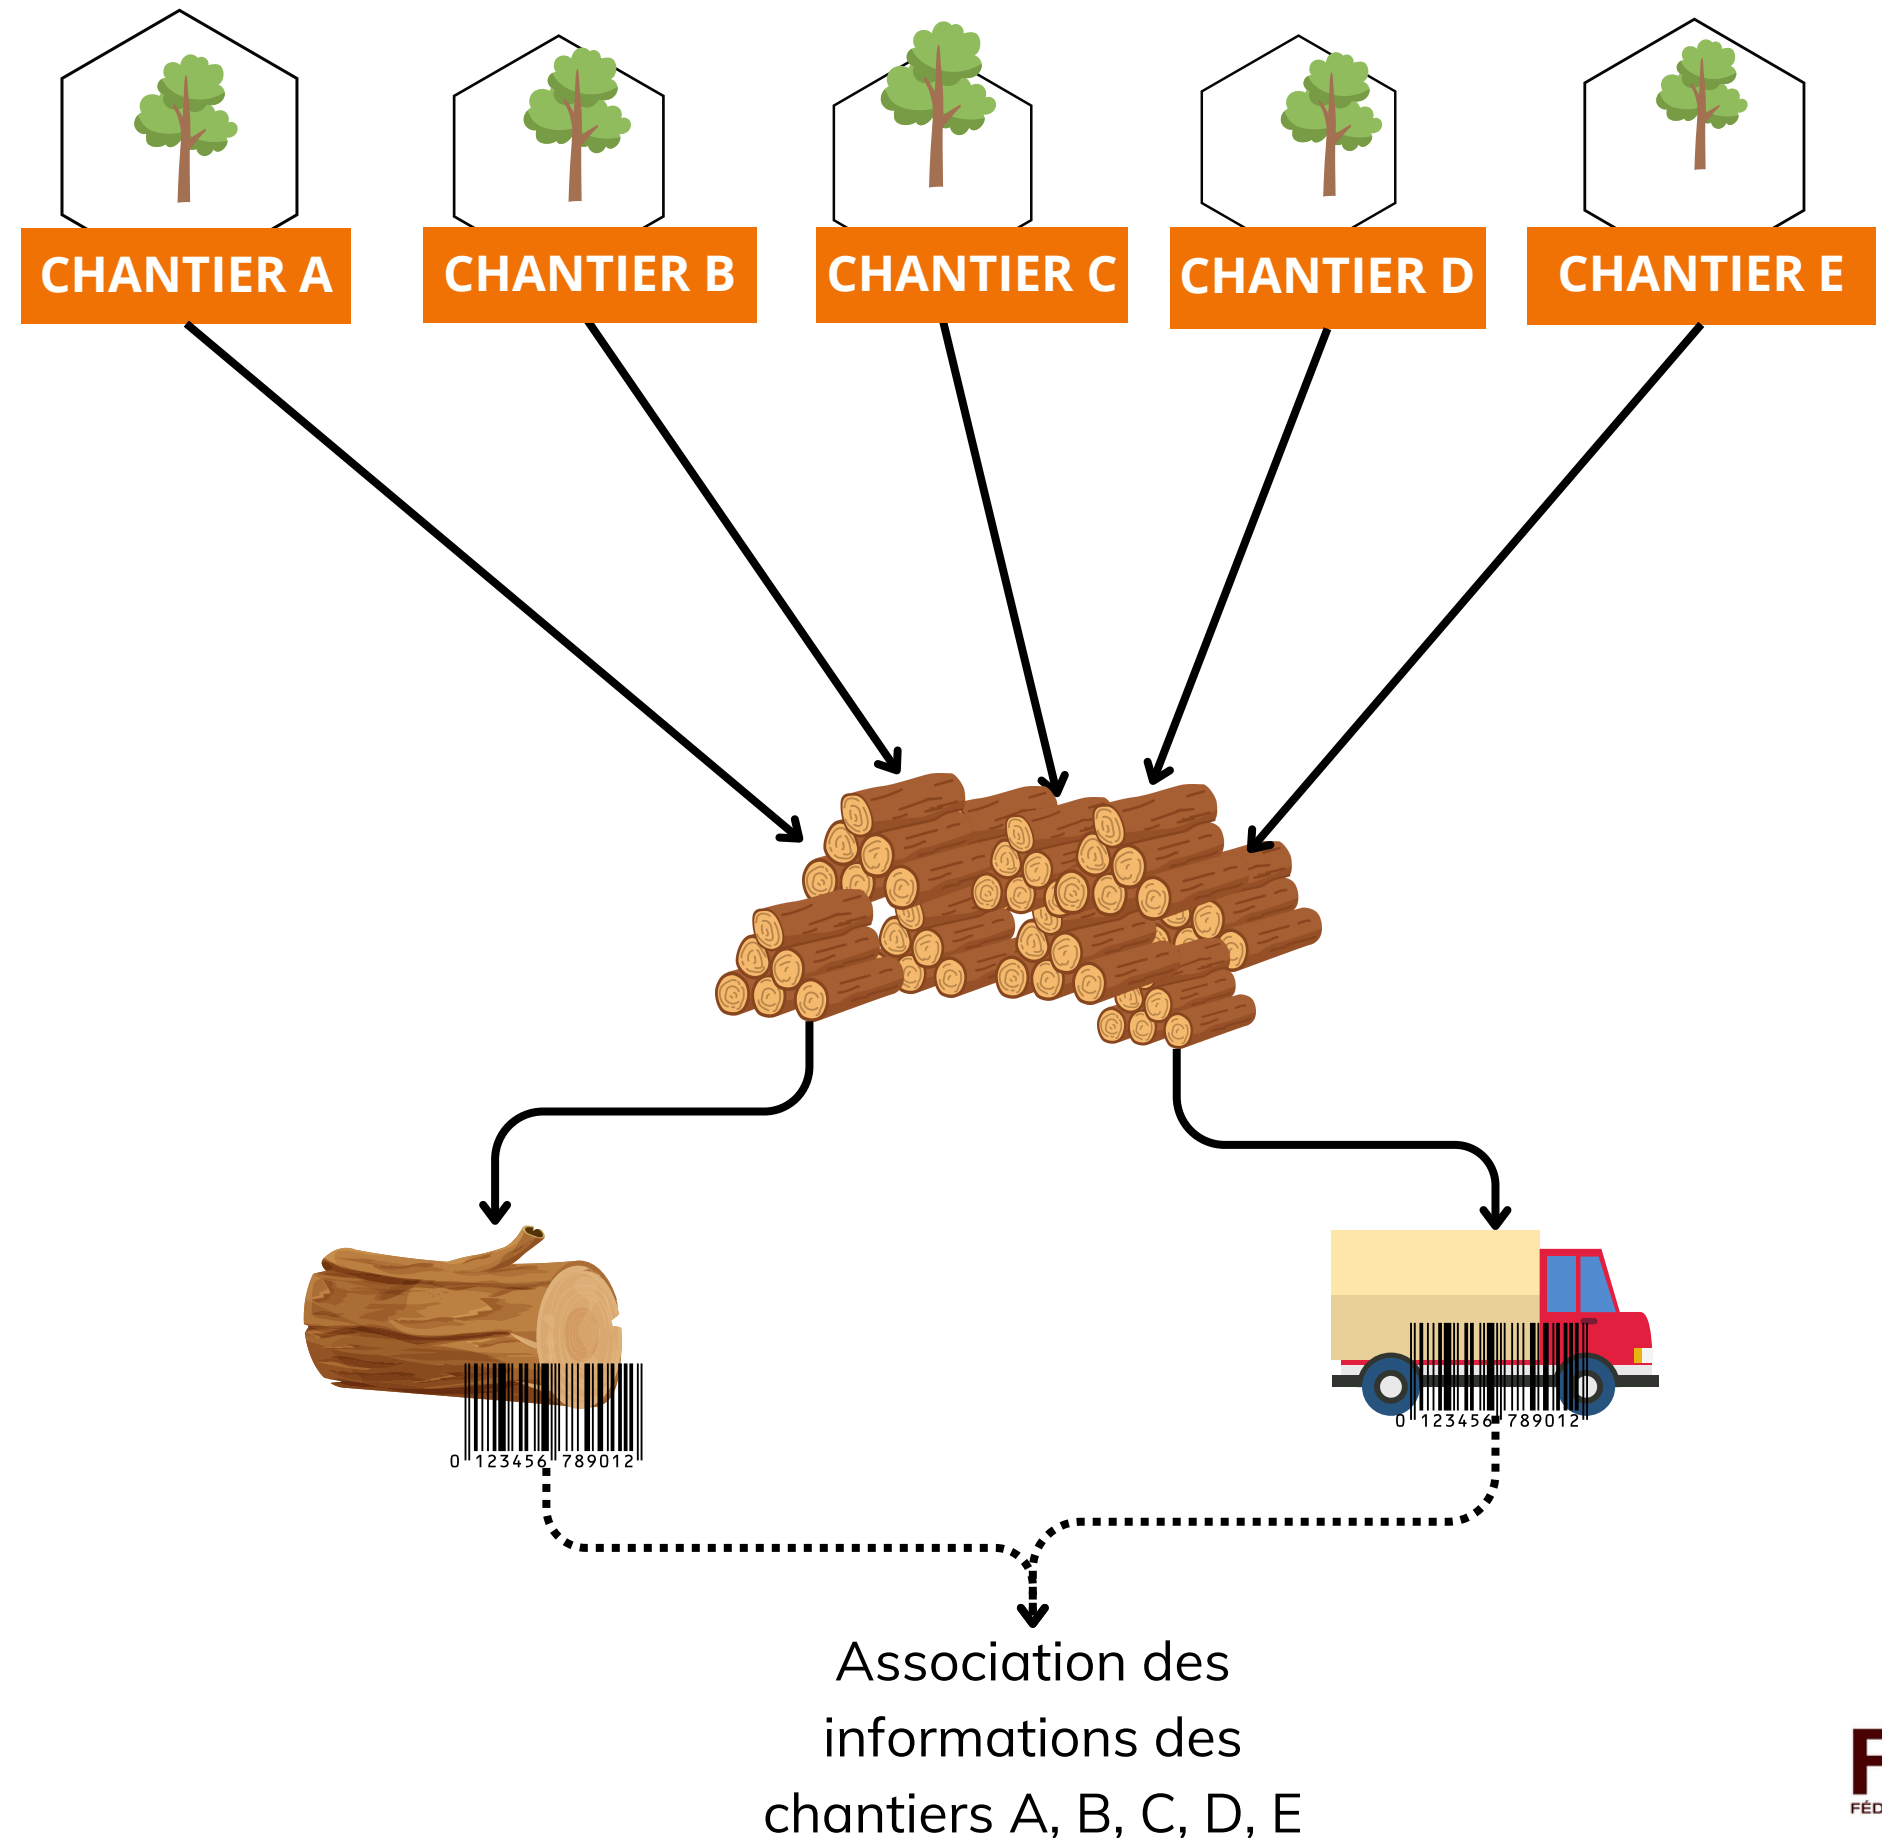 CHANTIER A
CHANTIER B
CHANTIER C
CHANTIER D
CHANTIER E
0 123456 789012
0 123456 789012
Association des
informations des
chantiers A, B, C, D, E